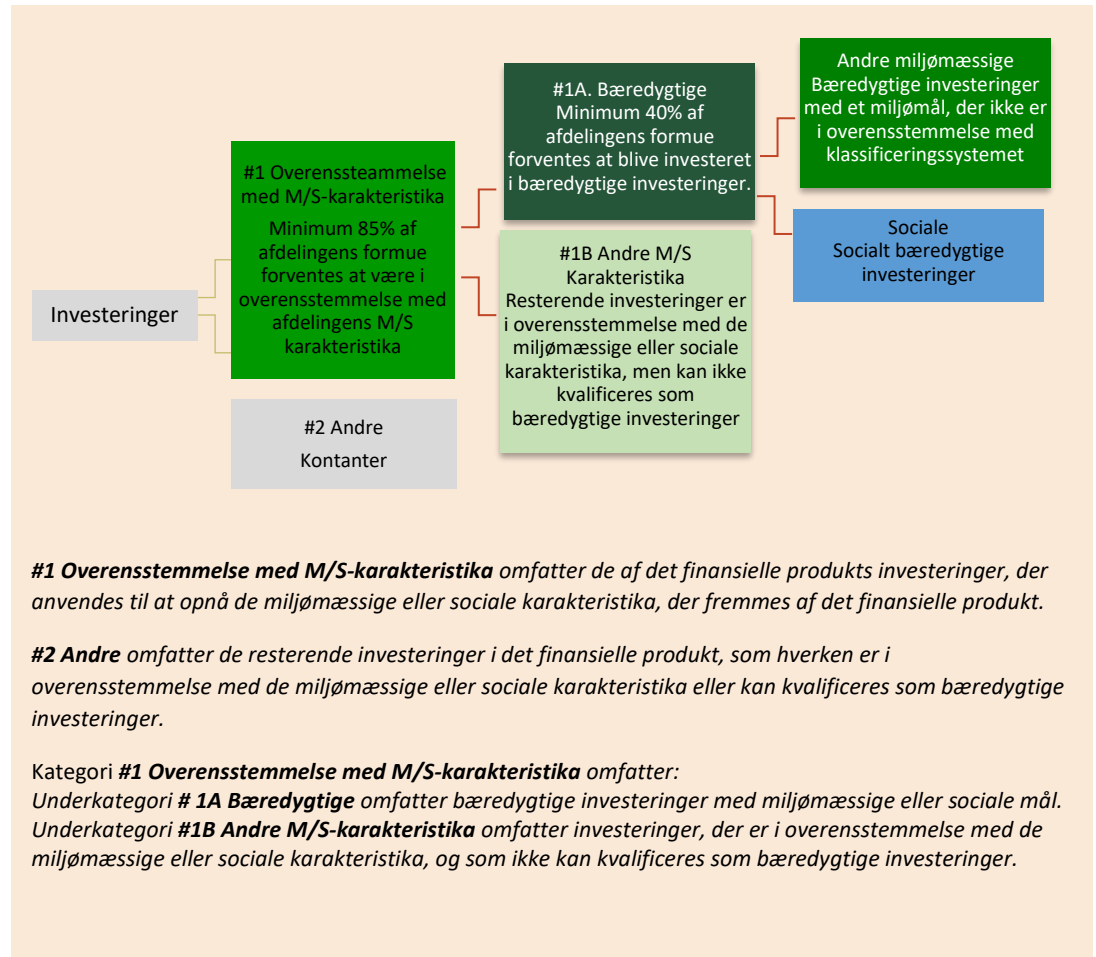 Investeringer
#1 Overenssteammelse
med M/S-karakteristika
Minimum 85% af
afdelingens formue
forventes at være i
overensstemmelse med
afdelingens M/S
karakteristika
#2 Andre
Kontanter
#1A. Bæredygtige
Minimum 40% af
afdelingens formue
forventes at blive investeret
i bæredygtige investeringer.
#1B Andre M/S
Karakteristika
Resterende investeringer er
i overensstemmelse med de
miljømæssige eller sociale
karakteristika, men kan ikke
kvalificeres som
bæredygtige investeringer
Andre miljømæssige
Bæredygtige investeringer
med et miljømål, der ikke er
i overensstemmelse med
klassificeringssystemet
Sociale
Socialt bæredygtige
investeringer
#1 Overensstemmelse med M/S-karakteristika omfatter de af det finansielle produkts investeringer, der
anvendes til at opnå de miljømæssige eller sociale karakteristika, der fremmes af det finansielle produkt.
#2 Andre omfatter de resterende investeringer i det finansielle produkt, som hverken er i
overensstemmelse med de miljømæssige eller sociale karakteristika eller kan kvalificeres som bæredygtige
investeringer.
Kategori #1 Overensstemmelse med M/S-karakteristika omfatter:
Underkategori # 1A Bæredygtige omfatter bæredygtige investeringer med miljømæssige eller sociale mål.
Underkategori #1B Andre M/S-karakteristika omfatter investeringer, der er i overensstemmelse med de
miljømæssige eller sociale karakteristika, og som ikke kan kvalificeres som bæredygtige investeringer.